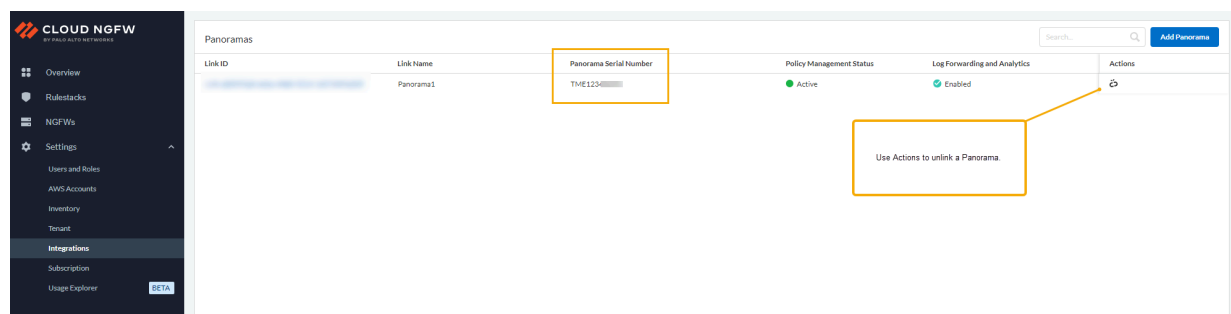 CLOUD NGFW
BY PALO ALTO NETWORKS
Overview
Rulestacks
NGFWs
Settings
Users and Roles
AWS Accounts
Inventory
Tenant
Integrations
Subscription
Usage Explorer BETA
Panoramas Search... Add Panorama
Link ID Link Name Panorama Serial Number Policy Management Status Log Forwarding and Analytics Actions
Panorama1 TME1234 Active Enabled
Use Actions to unlink a Panorama.